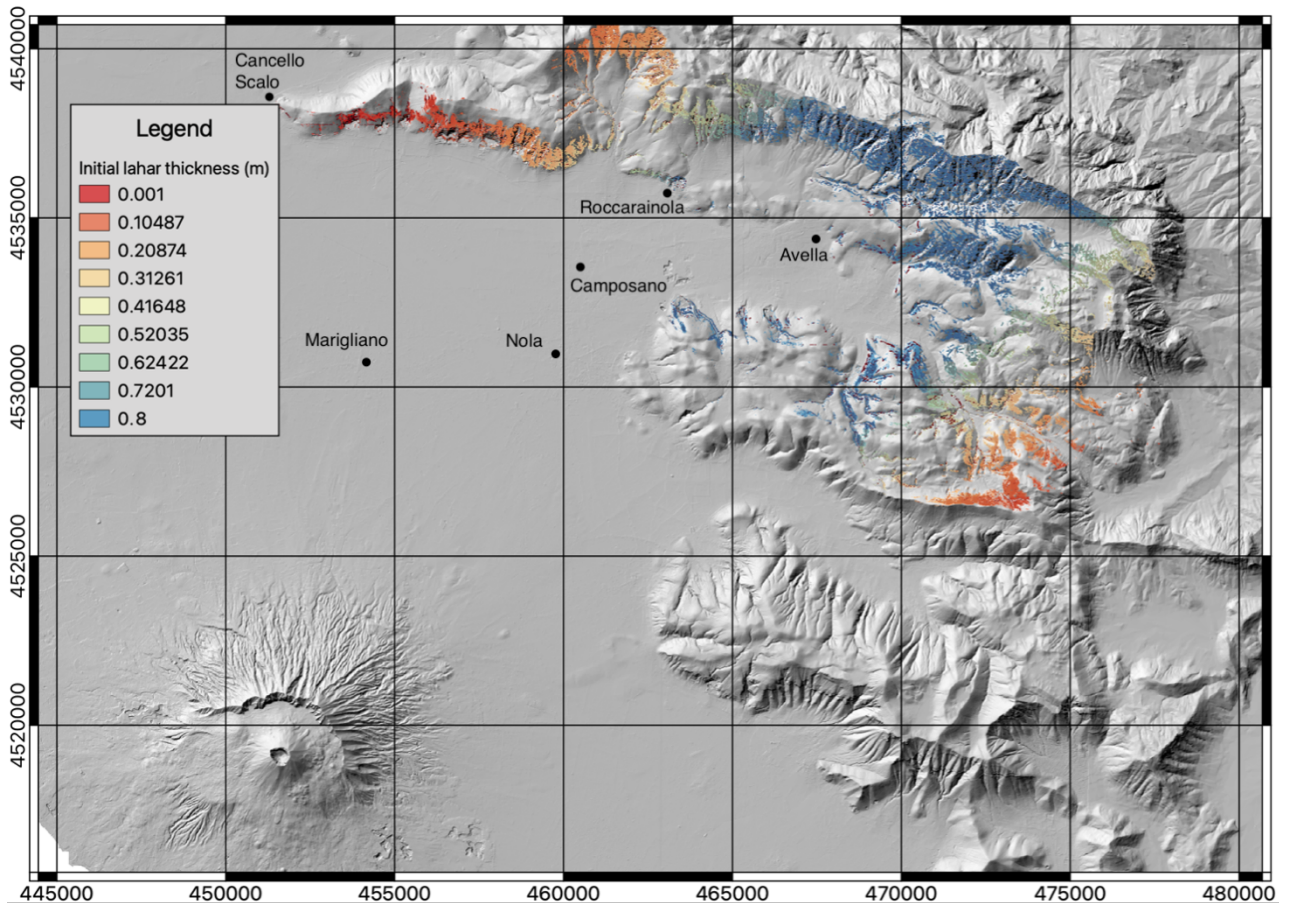 4540000
4535000
4530000
4525000
4520000
Cancello
Scalo
Legend
Initial lahar thickness (m)
0.001
0.10487
0.20874
0.31261
0.41648
0.52035
0.62422
0.7201
0.8
Roccarainola
Avella
Camposano
Marigliano
Nola
445000 450000 455000 460000 465000 470000 475000 480000